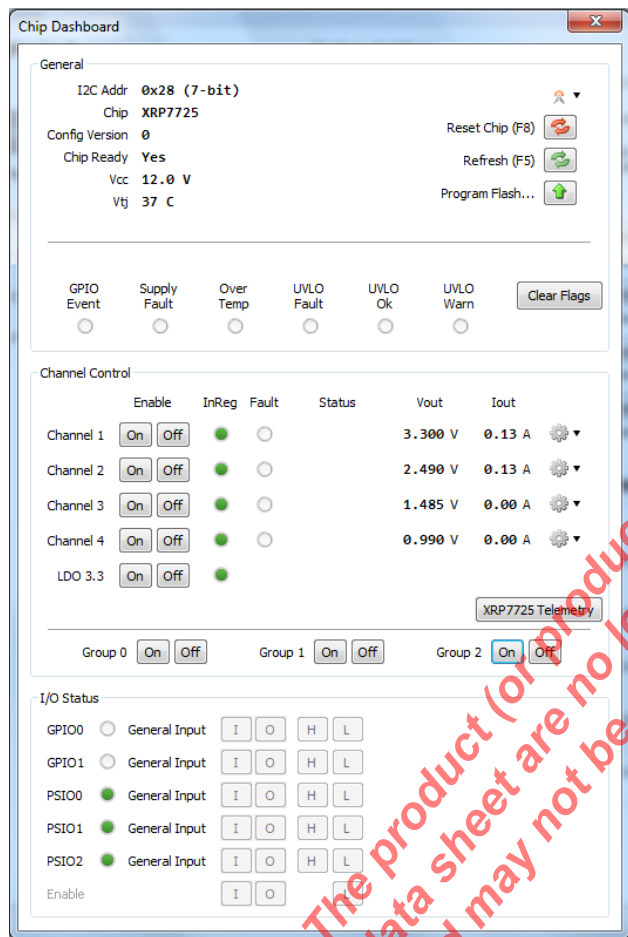 Chip Dashboard
General
I2C Addr 0x28 (7-bit)
Chip XRP7725
Config Version 0
Chip Ready Yes
Vcc 12.0 V
Vtj 37 C
Reset Chip (F8)
Refresh (F5)
Program Flash...
GPIO Event Supply Fault Over Temp UVLO Fault UVLO Ok UVLO Warn Clear Flags
Channel Control
Enable InReg Fault Status Vout Iout
Channel 1 On Off 3.300 V 0.13 A
Channel 2 On Off 2.490 V 0.13 A
Channel 3 On Off 1.485 V 0.00 A
Channel 4 On Off 0.990 V 0.00 A
LDO 3.3 On Off
XRP7725 Telemetry
Group 0 On Off Group 1 On Off Group 2 On Off
I/O Status
GPIO0 General Input I O H L
GPIO1 General Input I O H L
PSIO0 General Input I O H L
PSIO1 General Input I O H L
PSIO2 General Input I O H L
Enable I O L
The product (or produc
ata sheet are no l
d may not be